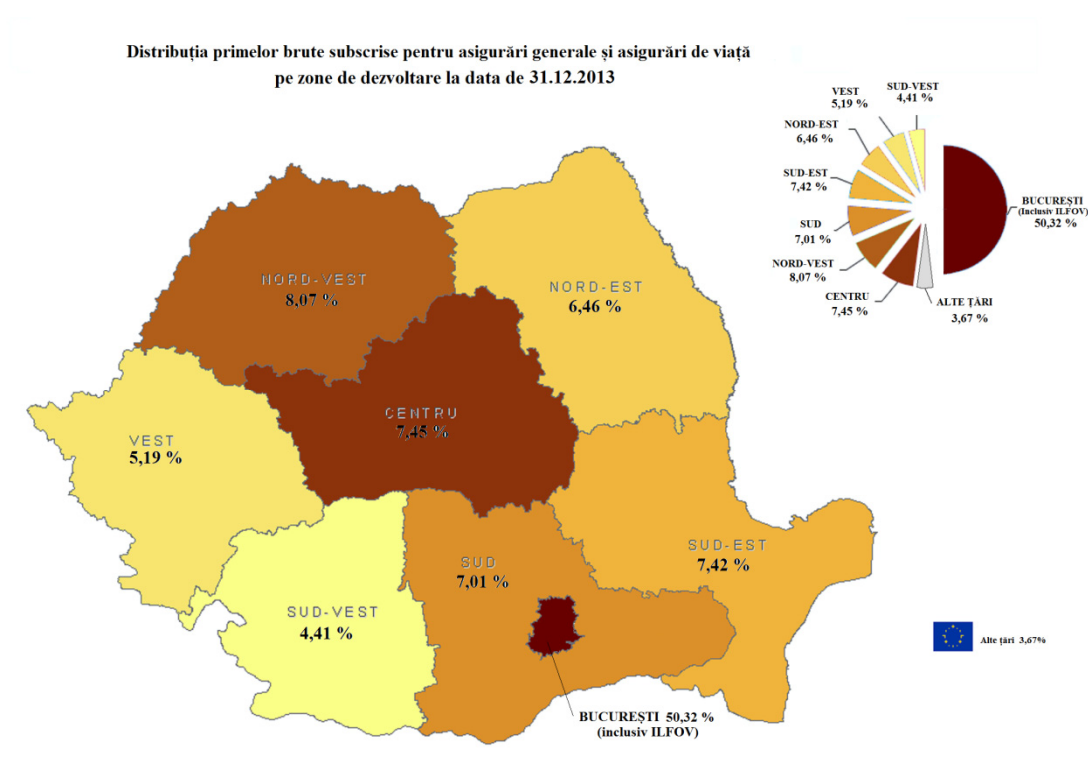 Distribuția primelor brute subscrise pentru asigurări generale și asigurări de viață
pe zone de dezvoltare la data de 31.12.2013
SUD-VEST
4,41 %
VEST
5,19 %
NORD-EST
6,46 %
SUD-EST
7,42 %
SUD
7,01 %
NORD-VEST
8,07 %
CENTRU
7,45 %
ALTE ȚĂRI
3,67 %
BUCUREȘTI
(Inclusiv ILFOV)
50,32 %
NORD-VEST
8,07 %
NORD-EST
6,46 %
CENTRU
7,45 %
VEST
5,19 %
SUD-EST
7,42 %
SUD
7,01 %
SUD-VEST
4,41 %
Alte țări 3,67%
BUCUREȘTI 50,32 %
(inclusiv ILFOV)